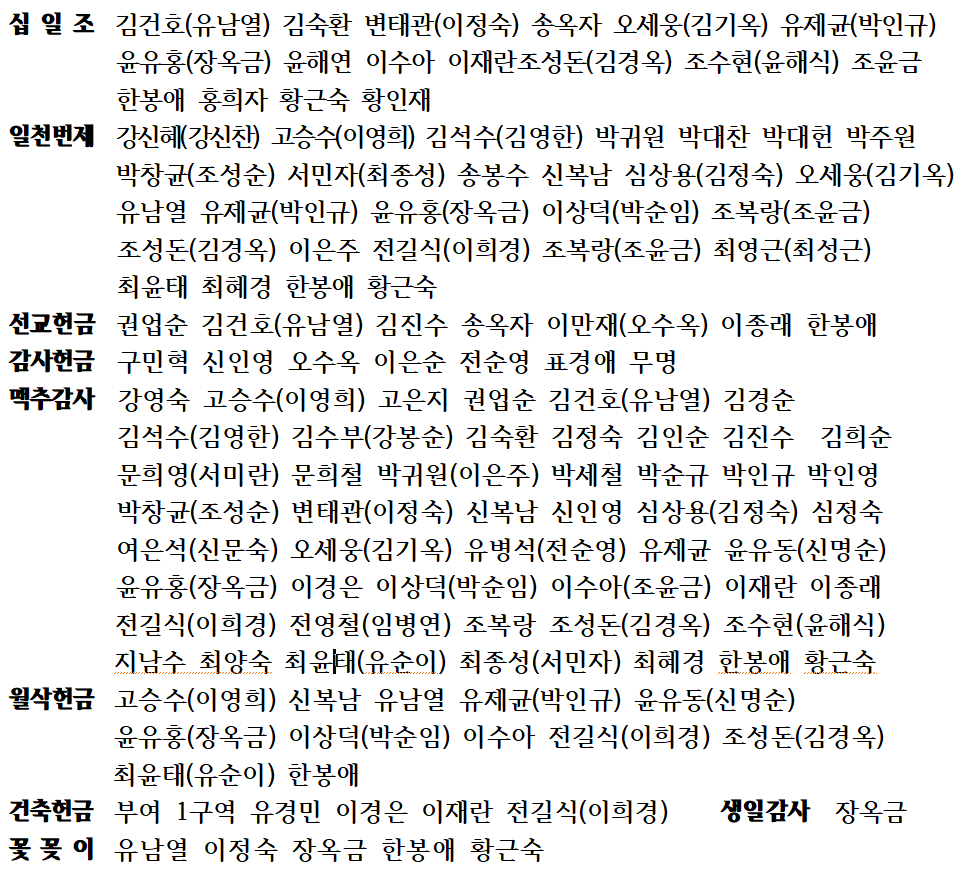 십 일 조 김건호(유남열) 김숙환 변태관(이정숙) 송옥자 오세웅(김기옥) 유제균(박인규)
윤유홍(장옥금) 윤해연 이수아 이재란조성돈(김경옥) 조수현(윤해식) 조윤금
한봉애 홍희자 황근숙 황인재
일천번제 강신혜(강신찬) 고승수(이영희) 김석수(김영한) 박귀원 박대찬 박대헌 박주원
박창균(조성순) 서민자(최종성) 송봉수 신복남 심상용(김정숙) 오세웅(김기옥)
유남열 유제균(박인규) 윤유홍(장옥금) 이상덕(박순임) 조복랑(조윤금)
조성돈(김경옥) 이은주 전길식(이희경) 조복랑(조윤금) 최영근(최성근)
최윤태 최혜경 한봉애 황근숙
선교헌금 권업순 김건호(유남열) 김진수 송옥자 이만재(오수옥) 이종래 한봉애
감사헌금 구민혁 신인영 오수옥 이은순 전순영 표경애 무명
맥추감사 강영숙 고승수(이영희) 고은지 권업순 김건호(유남열) 김경순
김석수(김영한) 김수부(강봉순) 김숙환 김정숙 김인순 김진수 김희순
문희영(서미란) 문희철 박귀원(이은주) 박세철 박순규 박인규 박인영
박창균(조성순) 변태관(이정숙) 신복남 신인영 심상용(김정숙) 심정숙
여은석(신문숙) 오세웅(김기옥) 유병석(전순영) 유제균 윤유동(신명순)
윤유홍(장옥금) 이경은 이상덕(박순임) 이수아(조윤금) 이재란 이종래
전길식(이희경) 전영철(임병연) 조복랑 조성돈(김경옥) 조수현(윤해식)
지남수 최양숙 최윤태(유순이) 최종성(서민자) 최혜경 한봉애 황근숙
월삭헌금 고승수(이영희) 신복남 유남열 유제균(박인규) 윤유동(신명순)
윤유홍(장옥금) 이상덕(박순임) 이수아 전길식(이희경) 조성돈(김경옥)
최윤태(유순이) 한봉애
건축헌금 부여 1구역 유경민 이경은 이재란 전길식(이희경) 생일감사 장옥금
꽃 꽂 이 유남열 이정숙 장옥금 한봉애 황근숙